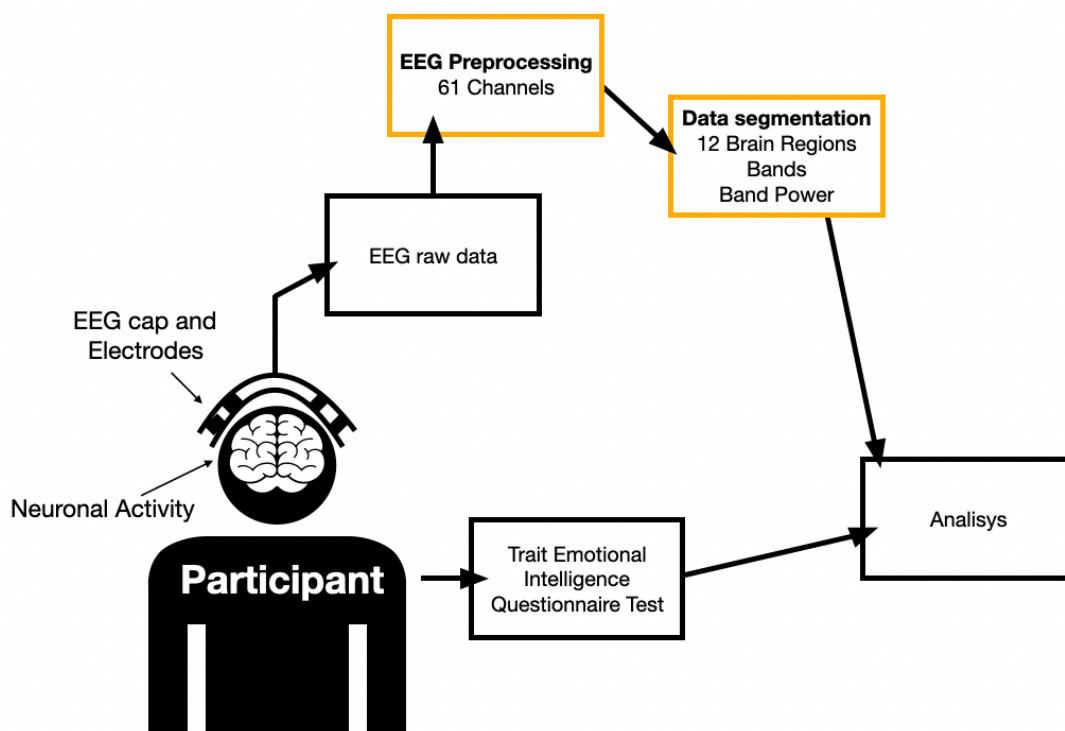 EEG Preprocessing
61 Channels
Data segmentation
12 Brain Regions
Bands
Band Power
EEG raw data
EEG cap and
Electrodes
Neuronal Activity
Participant
Trait Emotional
Intelligence
Questionnaire Test
Analisys